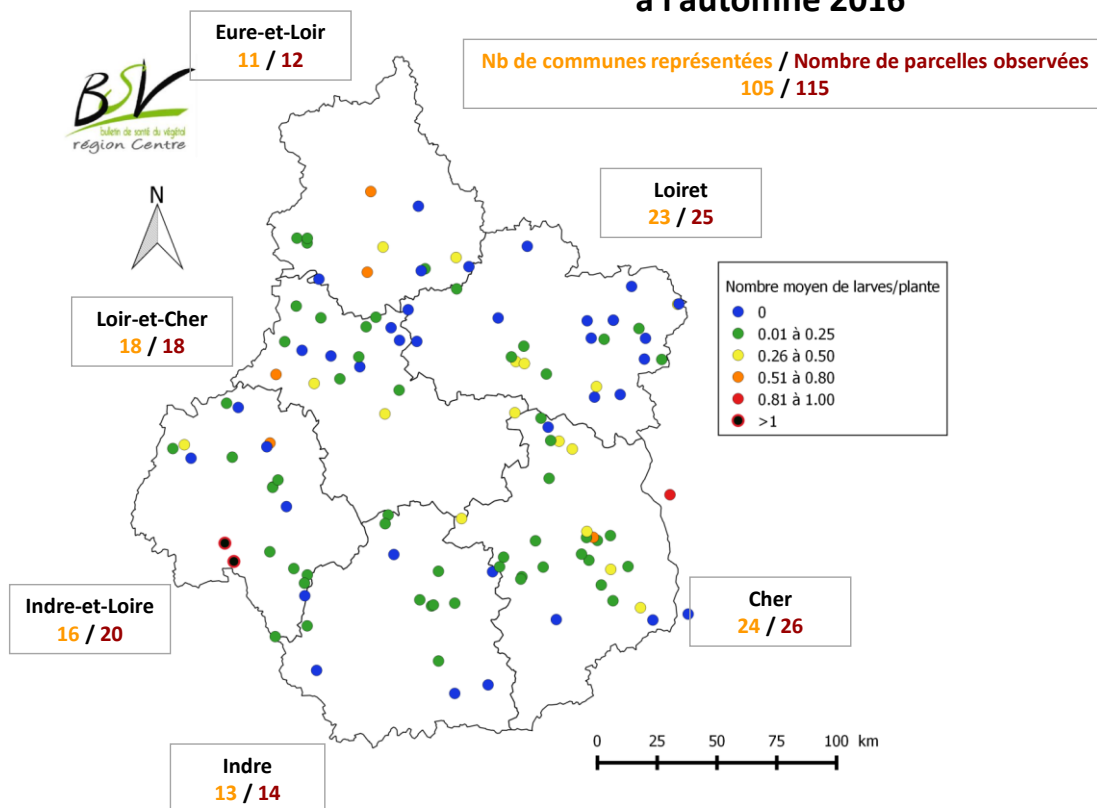 à l'automne 2016
Eure-et-Loir
11 / 12
Nb de communes représentées / Nombre de parcelles observées
105 / 115
BSV
bulletin de santé du végétal
région Centre
N
Loiret
23 / 25
Nombre moyen de larves/plante
0
0.01 à 0.25
0.26 à 0.50
0.51 à 0.80
0.81 à 1.00
>1
Loir-et-Cher
18 / 18
Indre-et-Loire
16 / 20
Cher
24 / 26
Indre
13 / 14
0 25 50 75 100 km